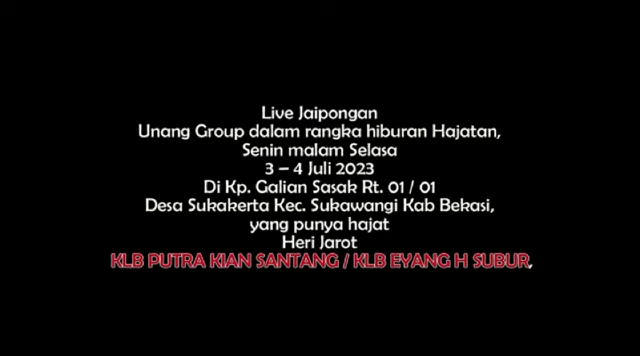 Live Jaipongan
Unang Group dalam rangka hiburan Hajatan,
Senin malam Selasa
3 – 4 Juli 2023
Di Kp. Galian Sasak Rt. 01 / 01
Desa Sukakerta Kec. Sukawangi Kab Bekasi,
yang punya hajat
Heri Jarot
KLB PUTRA KIAN SANTANG / KLB EYANG H SUBUR,